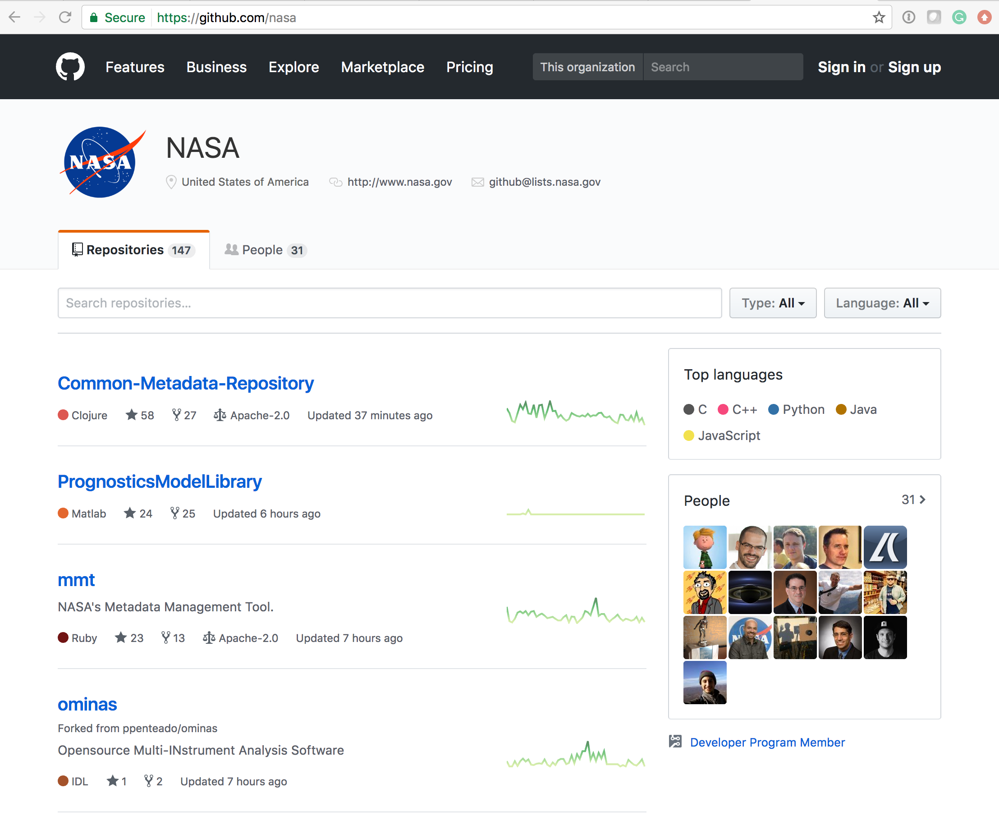 Secure https://github.com/nasa
Features Business Explore Marketplace Pricing This organization Search Sign in or Sign up
NASA
NASA
United States of America http://www.nasa.gov github@lists.nasa.gov
Repositories 147 People 31
Search repositories... Type: All Language: All
Common-Metadata-Repository
Clojure 58 27 Apache-2.0 Updated 37 minutes ago
PrognosticsModelLibrary
Matlab 24 25 Updated 6 hours ago
mmt
NASA's Metadata Management Tool.
Ruby 23 13 Apache-2.0 Updated 7 hours ago
ominas
Forked from ppenteado/ominas
Opensource Multi-INstrument Analysis Software
IDL 1 2 Updated 7 hours ago
Top languages
C C++ Python Java
JavaScript
People 31
Developer Program Member